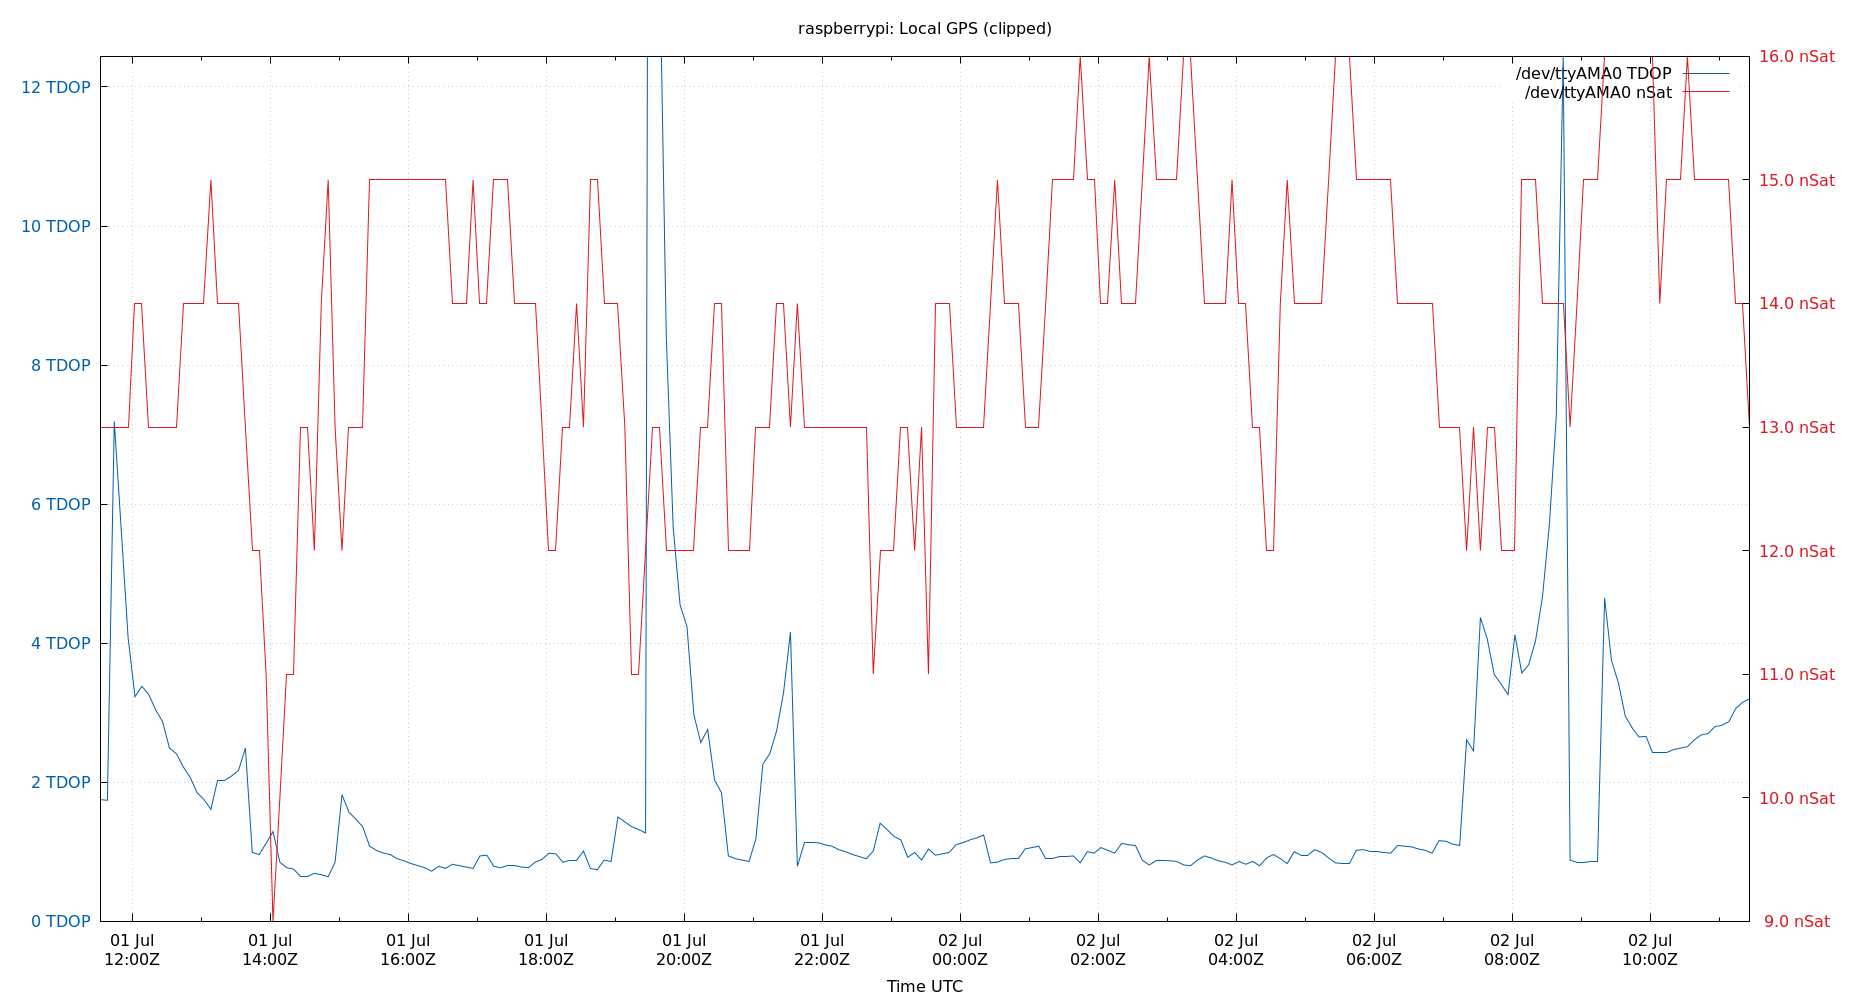 raspberrypi: Local GPS (clipped)
/dev/ttyAMA0 TDOP
/dev/ttyAMA0 nSat
12 TDOP
10 TDOP
8 TDOP
6 TDOP
4 TDOP
2 TDOP
0 TDOP
16.0 nSat
15.0 nSat
14.0 nSat
13.0 nSat
12.0 nSat
11.0 nSat
10.0 nSat
9.0 nSat
01 Jul
12:00Z
01 Jul
14:00Z
01 Jul
16:00Z
01 Jul
18:00Z
01 Jul
20:00Z
01 Jul
22:00Z
02 Jul
00:00Z
02 Jul
02:00Z
02 Jul
04:00Z
02 Jul
06:00Z
02 Jul
08:00Z
02 Jul
10:00Z
Time UTC